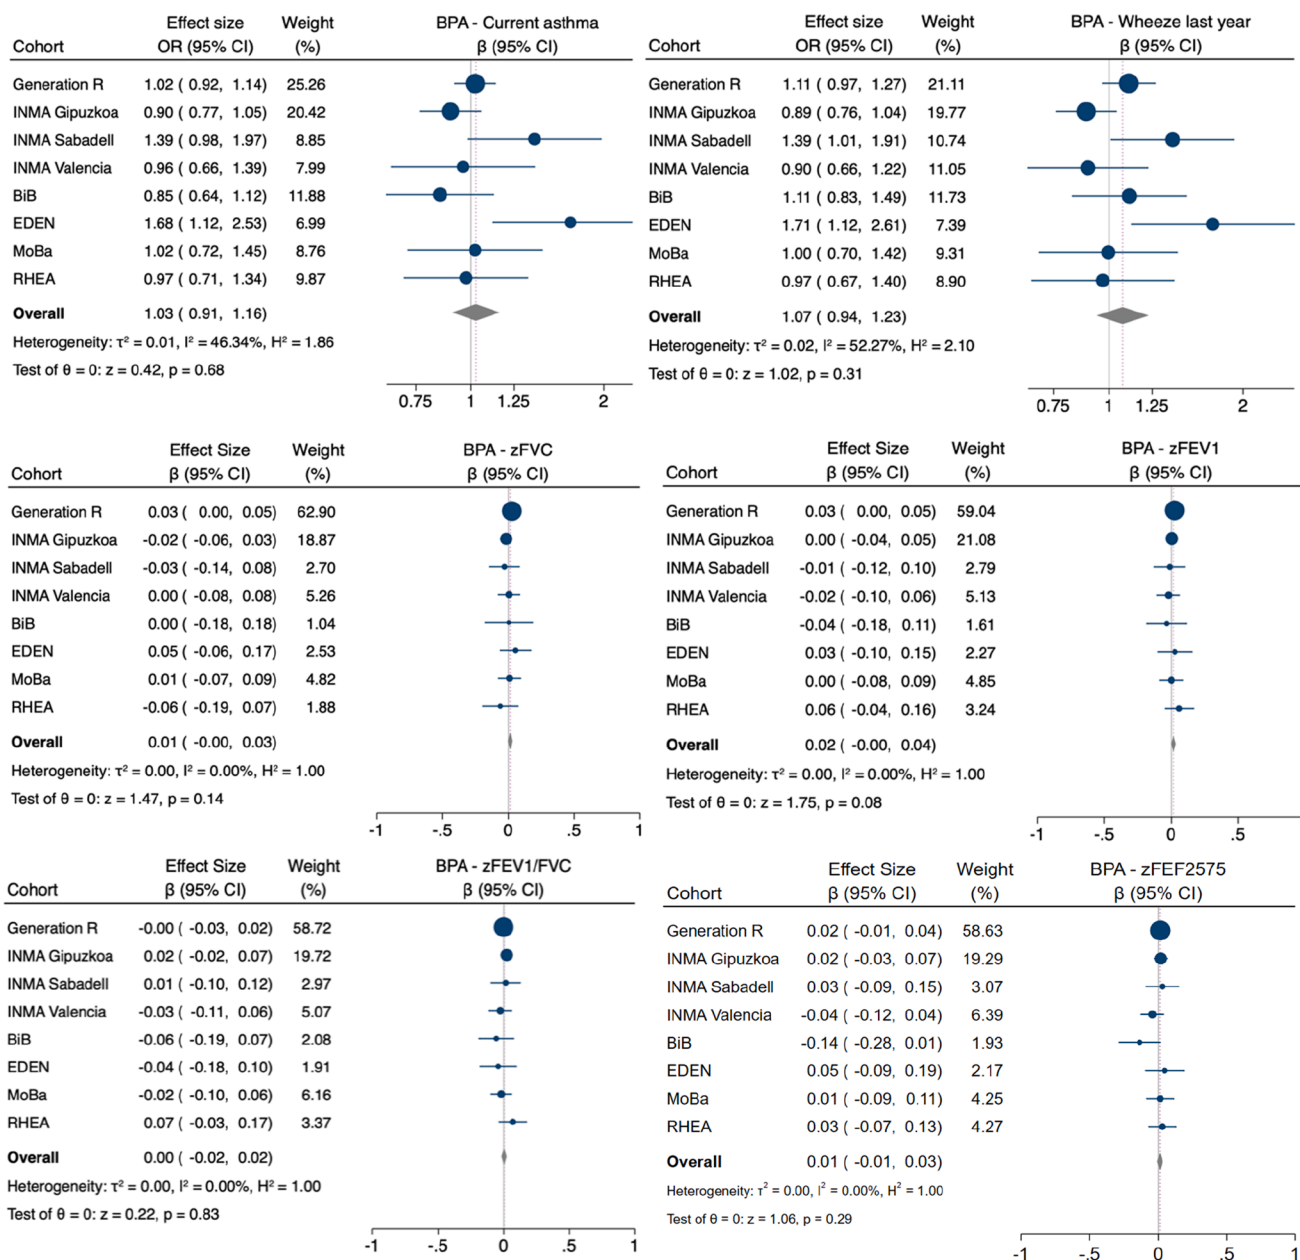 Effect size Weight BPA - Current asthma
Cohort OR (95% CI) (%) β (95% CI)
Generation R 1.02 ( 0.92, 1.14) 25.26
INMA Gipuzkoa 0.90 ( 0.77, 1.05) 20.42
INMA Sabadell 1.39 ( 0.98, 1.97) 8.85
INMA Valencia 0.96 ( 0.66, 1.39) 7.99
BiB 0.85 ( 0.64, 1.12) 11.88
EDEN 1.68 ( 1.12, 2.53) 6.99
MoBa 1.02 ( 0.72, 1.45) 8.76
RHEA 0.97 ( 0.71, 1.34) 9.87
Overall 1.03 ( 0.91, 1.16)
Heterogeneity: τ² = 0.01, I² = 46.34%, H² = 1.86
Test of θ = 0: z = 0.42, p = 0.68
0.75 1 1.25 2
Effect size Weight BPA - Wheeze last year
Cohort OR (95% CI) (%) β (95% CI)
Generation R 1.11 ( 0.97, 1.27) 21.11
INMA Gipuzkoa 0.89 ( 0.76, 1.04) 19.77
INMA Sabadell 1.39 ( 1.01, 1.91) 10.74
INMA Valencia 0.90 ( 0.66, 1.22) 11.05
BiB 1.11 ( 0.83, 1.49) 11.73
EDEN 1.71 ( 1.12, 2.61) 7.39
MoBa 1.00 ( 0.70, 1.42) 9.31
RHEA 0.97 ( 0.67, 1.40) 8.90
Overall 1.07 ( 0.94, 1.23)
Heterogeneity: τ² = 0.02, I² = 52.27%, H² = 2.10
Test of θ = 0: z = 1.02, p = 0.31
0.75 1 1.25 2
Effect Size Weight BPA - zFVC
Cohort β (95% CI) (%) β (95% CI)
Generation R 0.03 ( 0.00, 0.05) 62.90
INMA Gipuzkoa -0.02 ( -0.06, 0.03) 18.87
INMA Sabadell -0.03 ( -0.14, 0.08) 2.70
INMA Valencia 0.00 ( -0.08, 0.08) 5.26
BiB 0.00 ( -0.18, 0.18) 1.04
EDEN 0.05 ( -0.06, 0.17) 2.53
MoBa 0.01 ( -0.07, 0.09) 4.82
RHEA -0.06 ( -0.19, 0.07) 1.88
Overall 0.01 ( -0.00, 0.03)
Heterogeneity: τ² = 0.00, I² = 0.00%, H² = 1.00
Test of θ = 0: z = 1.47, p = 0.14
-1 -.5 0 .5 1
Effect Size Weight BPA - zFEV1
Cohort β (95% CI) (%) β (95% CI)
Generation R 0.03 ( 0.00, 0.05) 59.04
INMA Gipuzkoa 0.00 ( -0.04, 0.05) 21.08
INMA Sabadell -0.01 ( -0.12, 0.10) 2.79
INMA Valencia -0.02 ( -0.10, 0.06) 5.13
BiB -0.04 ( -0.18, 0.11) 1.61
EDEN 0.03 ( -0.10, 0.15) 2.27
MoBa 0.00 ( -0.08, 0.09) 4.85
RHEA 0.06 ( -0.04, 0.16) 3.24
Overall 0.02 ( -0.00, 0.04)
Heterogeneity: τ² = 0.00, I² = 0.00%, H² = 1.00
Test of θ = 0: z = 1.75, p = 0.08
-1 -.5 0 .5
Effect Size Weight BPA - zFEV1/FVC
Cohort β (95% CI) (%) β (95% CI)
Generation R -0.00 ( -0.03, 0.02) 58.72
INMA Gipuzkoa 0.02 ( -0.02, 0.07) 19.72
INMA Sabadell 0.01 ( -0.10, 0.12) 2.97
INMA Valencia -0.03 ( -0.11, 0.06) 5.07
BiB -0.06 ( -0.19, 0.07) 2.08
EDEN -0.04 ( -0.18, 0.10) 1.91
MoBa -0.02 ( -0.10, 0.06) 6.16
RHEA 0.07 ( -0.03, 0.17) 3.37
Overall 0.00 ( -0.02, 0.02)
Heterogeneity: τ² = 0.00, I² = 0.00%, H² = 1.00
Test of θ = 0: z = 0.22, p = 0.83
-1 -.5 0 .5 1
Effect Size Weight BPA - zFEF2575
Cohort β (95% CI) (%) β (95% CI)
Generation R 0.02 ( -0.01, 0.04) 58.63
INMA Gipuzkoa 0.02 ( -0.03, 0.07) 19.29
INMA Sabadell 0.03 ( -0.09, 0.15) 3.07
INMA Valencia -0.04 ( -0.12, 0.04) 6.39
BiB -0.14 ( -0.28, 0.01) 1.93
EDEN 0.05 ( -0.09, 0.19) 2.17
MoBa 0.01 ( -0.09, 0.11) 4.25
RHEA 0.03 ( -0.07, 0.13) 4.27
Overall 0.01 ( -0.01, 0.03)
Heterogeneity: τ² = 0.00, I² = 0.00%, H² = 1.00
Test of θ = 0: z = 1.06, p = 0.29
-1 -.5 0 .5 1